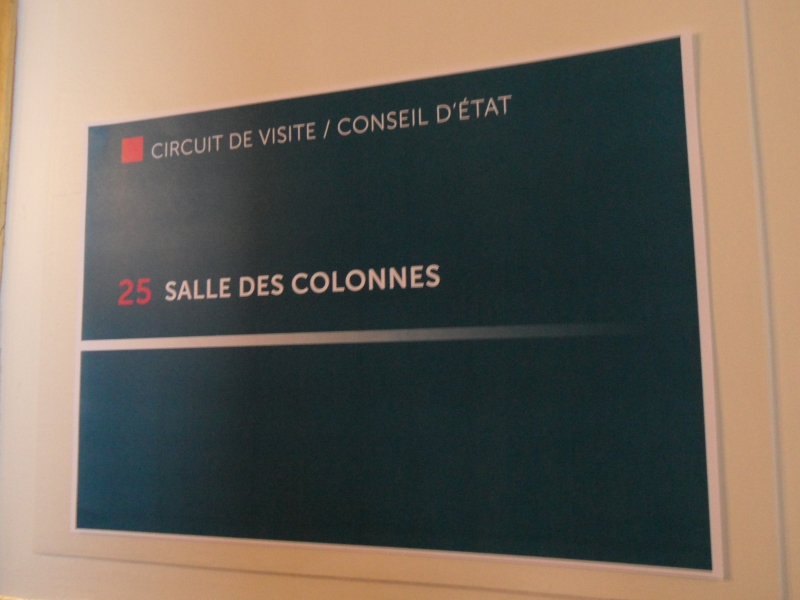 CIRCUIT DE VISITE / CONSEIL D'ÉTAT
25 SALLE DES COLONNES